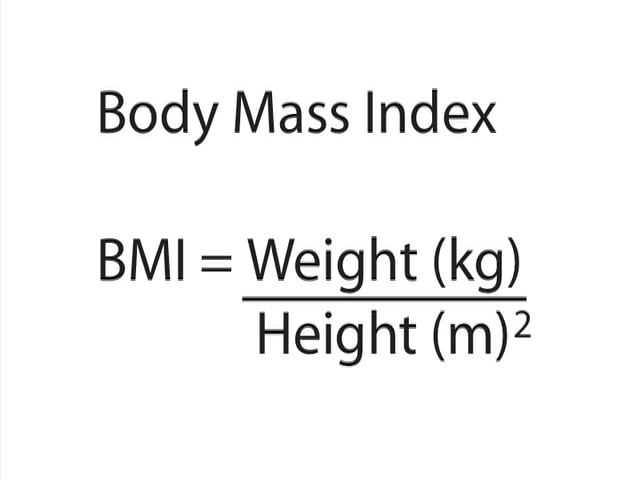 Body Mass Index
BMI = Weight (kg)
Height (m)²